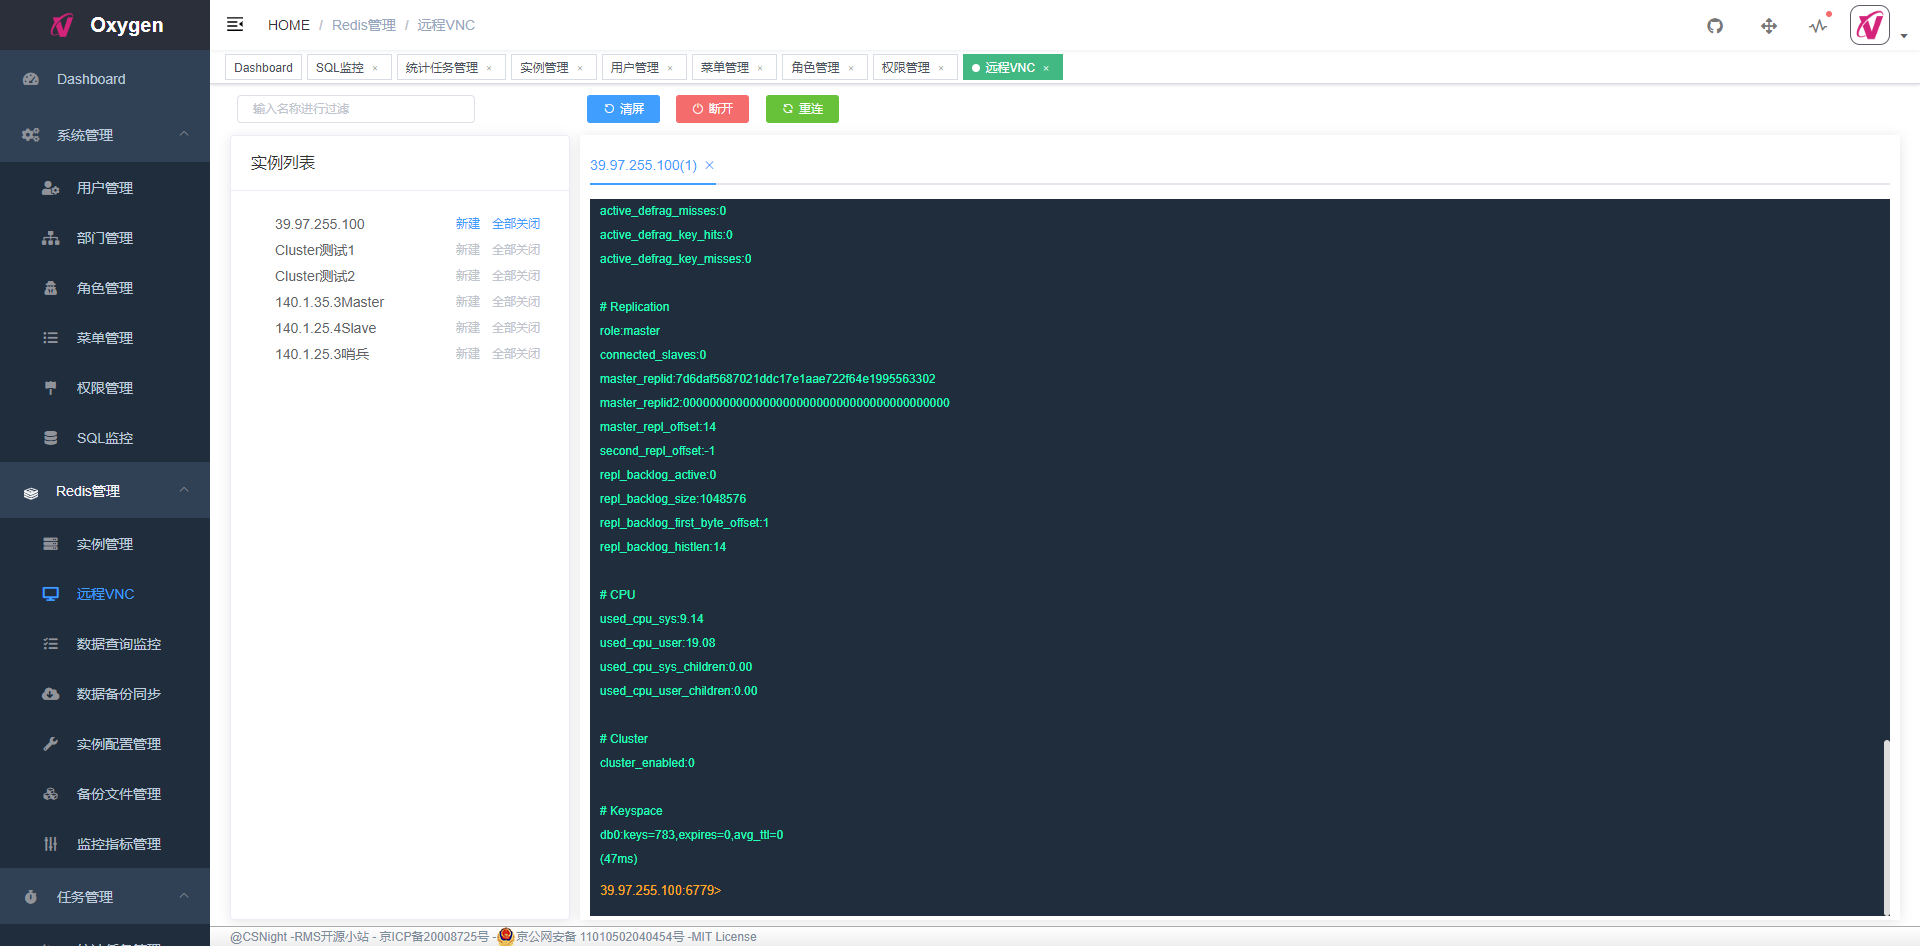 Oxygen
HOME / Redis管理 / 远程VNC
Dashboard SQL监控 × 统计任务管理 × 实例管理 × 用户管理 × 菜单管理 × 角色管理 × 权限管理 × 远程VNC ×
Dashboard
系统管理
用户管理
部门管理
角色管理
菜单管理
权限管理
SQL监控
Redis管理
实例管理
远程VNC
数据查询监控
数据备份同步
实例配置管理
备份文件管理
监控指标管理
任务管理
输入名称进行过滤
清屏 断开 重连
实例列表
39.97.255.100 新建 全部关闭
Cluster测试1 新建 全部关闭
Cluster测试2 新建 全部关闭
140.1.35.3Master 新建 全部关闭
140.1.25.4Slave 新建 全部关闭
140.1.25.3哨兵 新建 全部关闭
39.97.255.100(1) ×
active_defrag_misses:0
active_defrag_key_hits:0
active_defrag_key_misses:0
# Replication
role:master
connected_slaves:0
master_replid:7d6daf5687021ddc17e1aae722f64e1995563302
master_replid2:0000000000000000000000000000000000000000
master_repl_offset:14
second_repl_offset:-1
repl_backlog_active:0
repl_backlog_size:1048576
repl_backlog_first_byte_offset:1
repl_backlog_histlen:14
# CPU
used_cpu_sys:9.14
used_cpu_user:19.08
used_cpu_sys_children:0.00
used_cpu_user_children:0.00
# Cluster
cluster_enabled:0
# Keyspace
db0:keys=783,expires=0,avg_ttl=0
(47ms)
39.97.255.100:6779>
@CSNight -RMS开源小站 - 京ICP备20008725号 - 京公网安备 11010502040454号 -MIT License